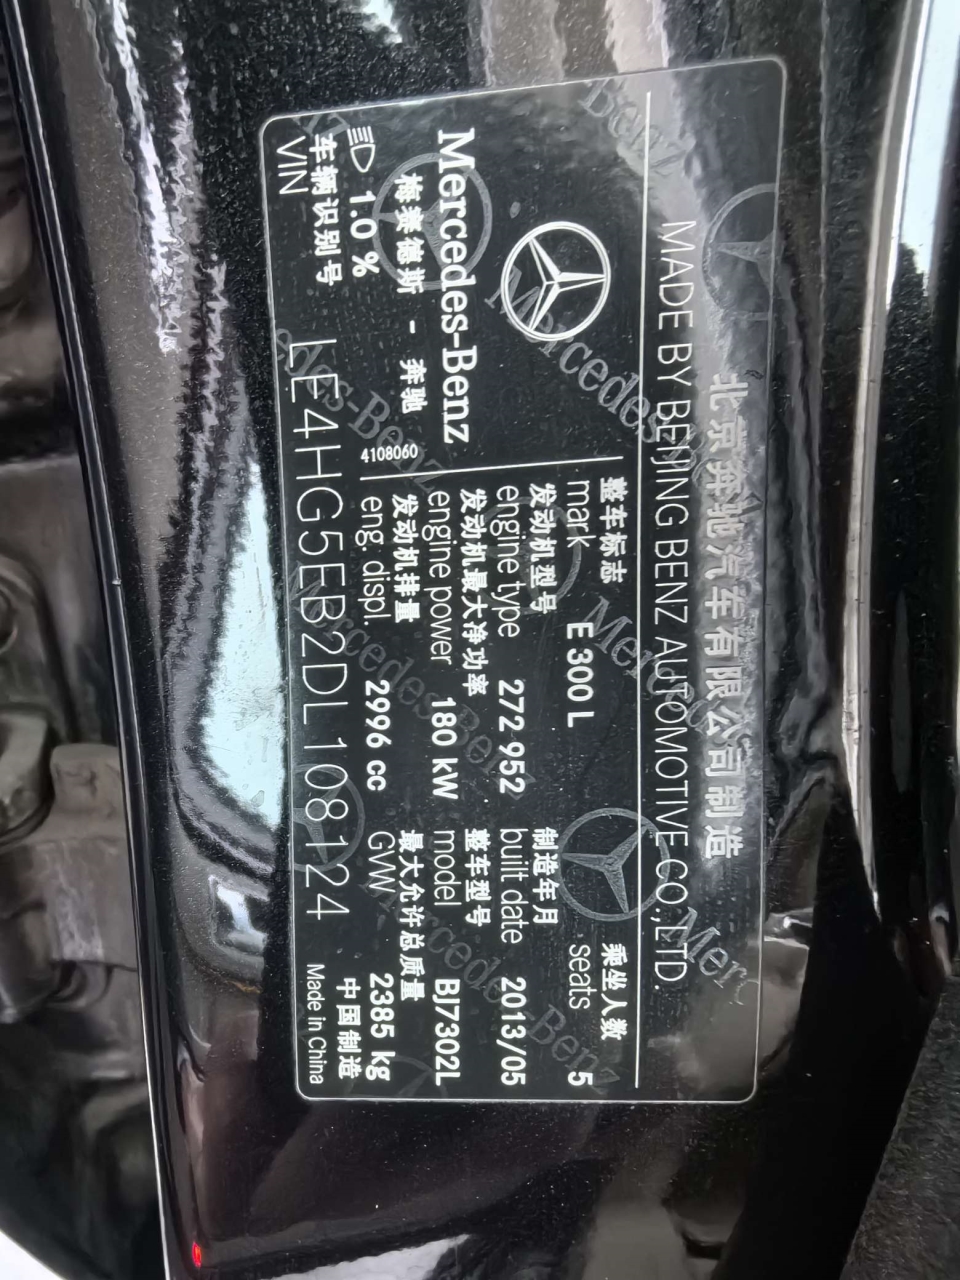 北京奔驰汽车有限公司制造
MADE BY BEIJING BENZ AUTOMOTIVE CO.,LTD.
Mercedes-Benz
梅赛德斯 - 奔驰
4108060
1.0 %
整车标志
mark E 300 L
乘坐人数
seats 5
发动机型号
engine type 272 952
制造年月
built date 2013/05
发动机最大净功率
engine power 180 kW
整车型号
model BJ7302L
发动机排量
eng. displ. 2996 cc
最大允许总质量
GVW 2385 kg
车辆识别号
VIN LE4HG5EB2DL108124
中国制造
Made in China